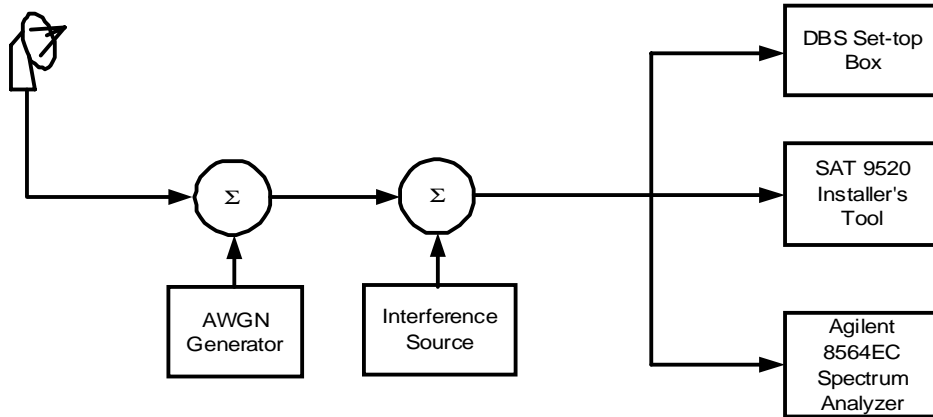 DBS Set-top
Box
Σ
Σ
SAT 9520
Installer's
Tool
AWGN
Generator
Interference
Source
Agilent
8564EC
Spectrum
Analyzer